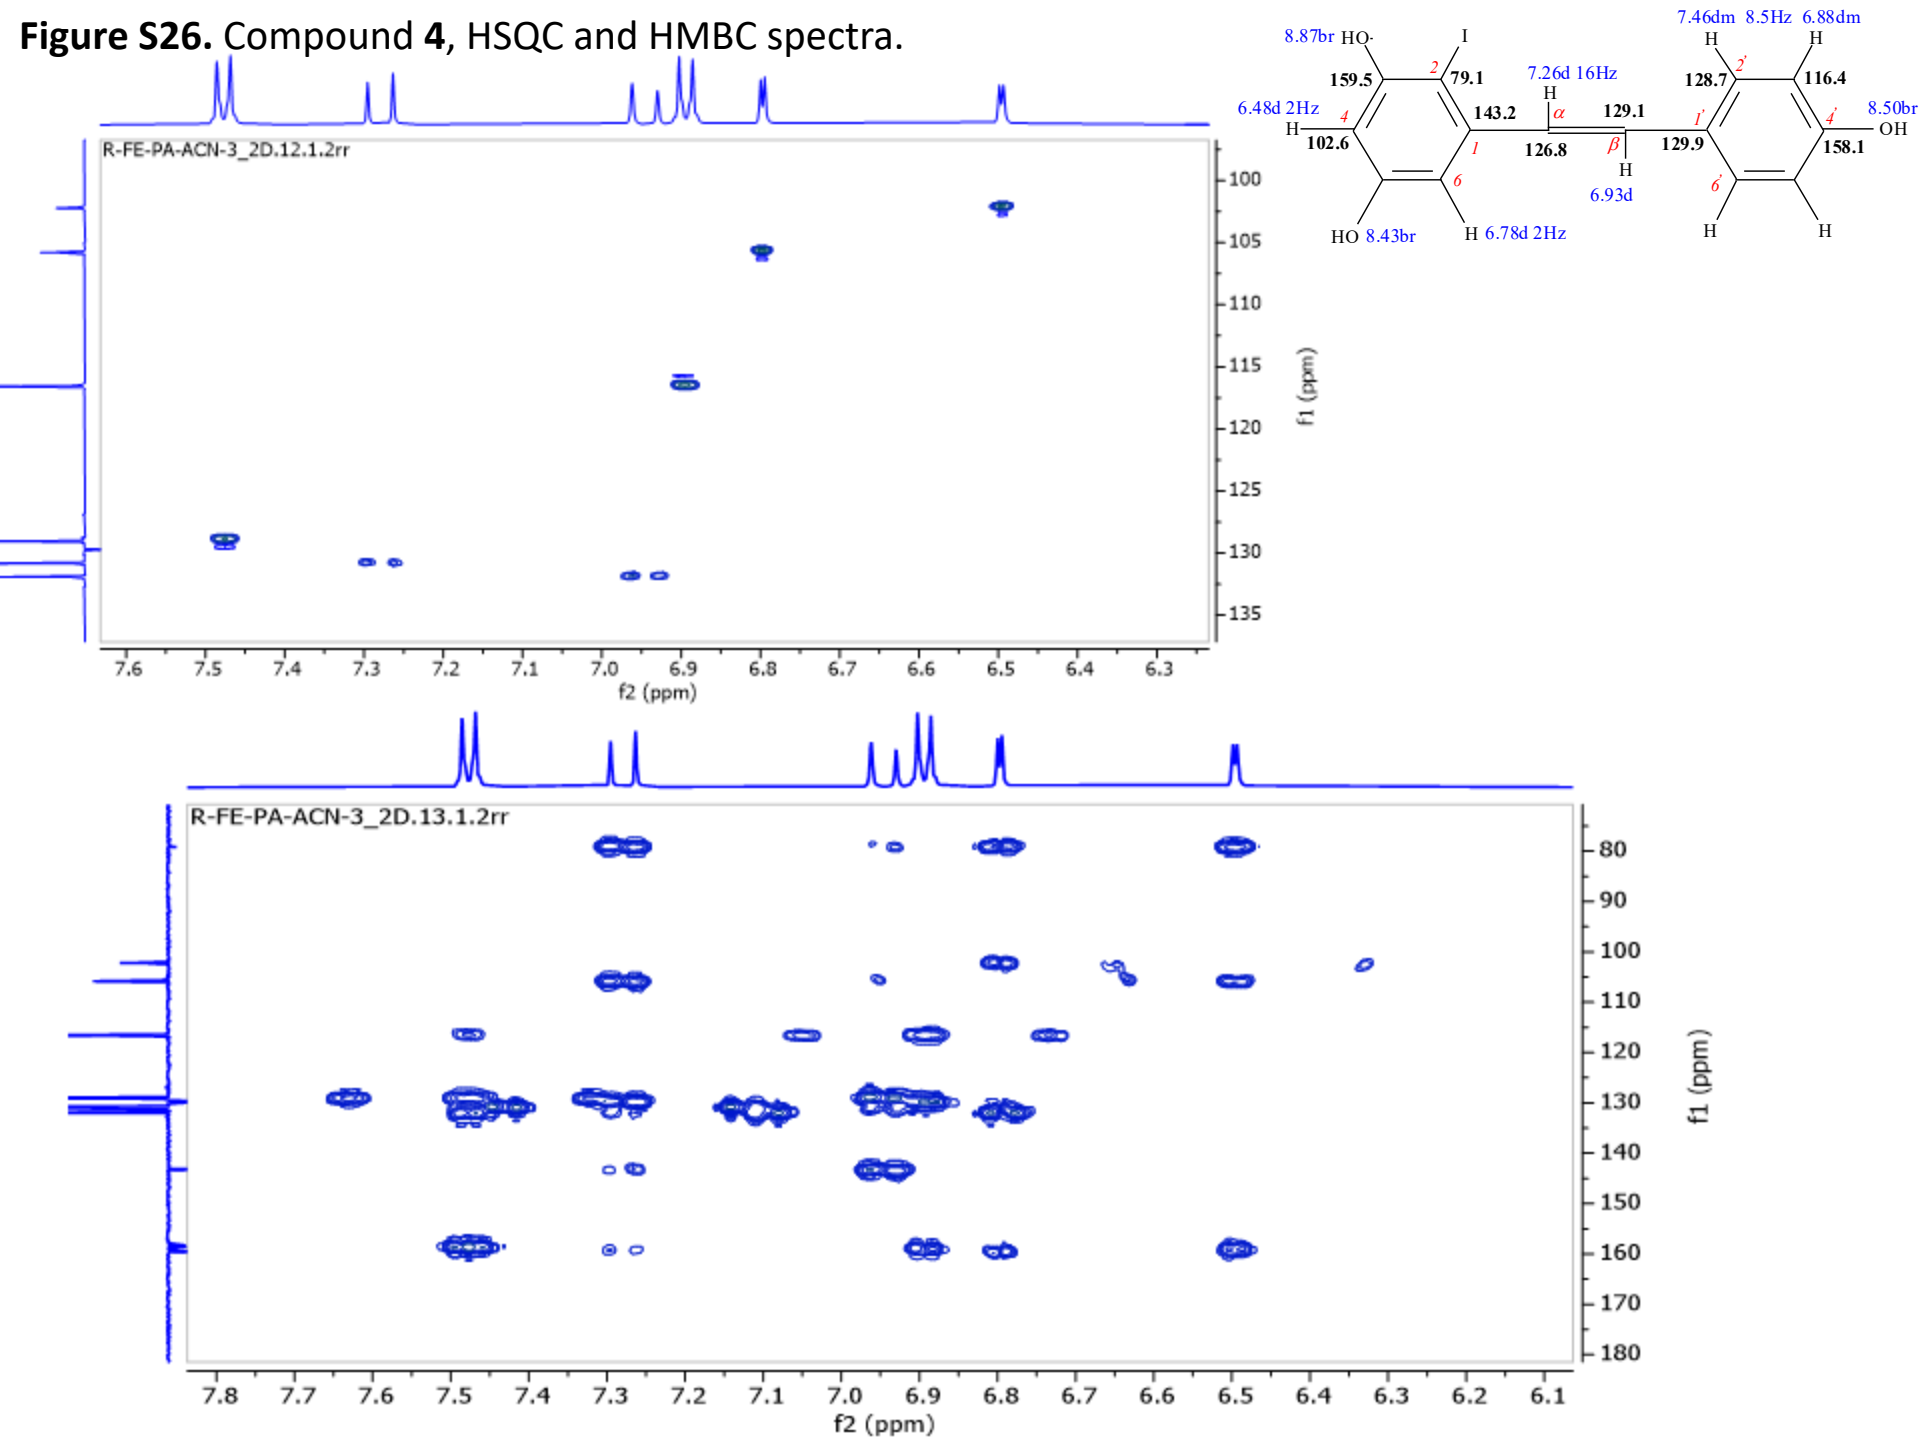 Figure S26. Compound 4, HSQC and HMBC spectra.
7.46dm 8.5Hz 6.88dm
8.87br HO· I H H
159.5 2 79.1 7.26d 16Hz 128.7 2' 116.4
6.48d 2Hz H 129.1 8.50br
H 4 143.2 α 1' 4' OH
102.6 1 126.8 β 129.9 158.1
6 H 6'
6.93d
HO 8.43br H 6.78d 2Hz H H
R-FE-PA-ACN-3_2D.12.1.2rr
100
105
110
115
120
125
130
135
f1 (ppm)
7.6 7.5 7.4 7.3 7.2 7.1 7.0 6.9 6.8 6.7 6.6 6.5 6.4 6.3
f2 (ppm)
R-FE-PA-ACN-3_2D.13.1.2rr
80
90
100
110
120
130
140
150
160
170
180
f1 (ppm)
7.8 7.7 7.6 7.5 7.4 7.3 7.2 7.1 7.0 6.9 6.8 6.7 6.6 6.5 6.4 6.3 6.2 6.1
f2 (ppm)